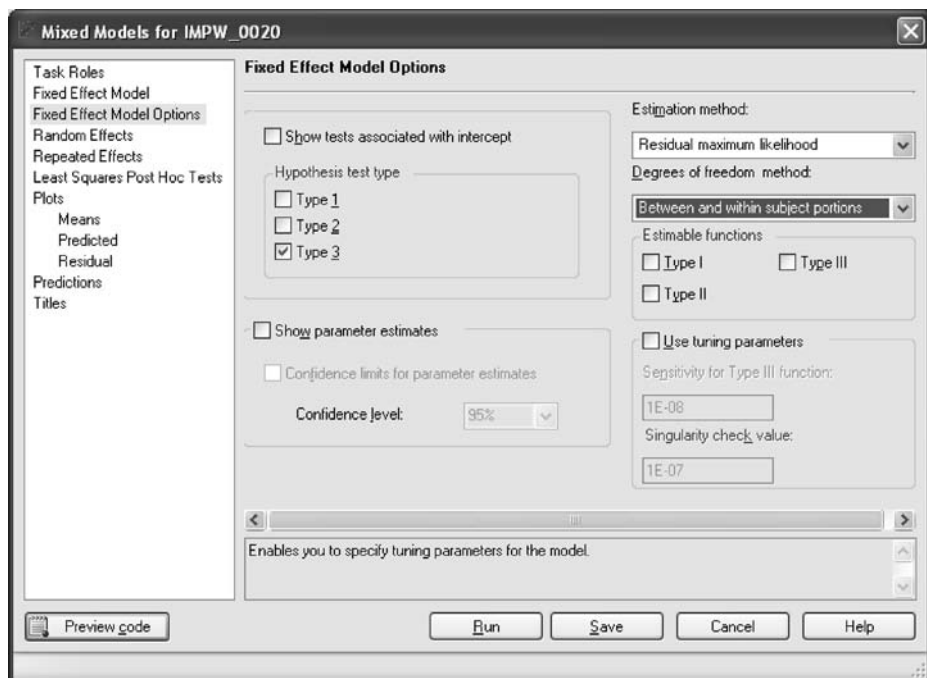 Mixed Models for IMPW_0020
Task Roles
Fixed Effect Model
Fixed Effect Model Options
Random Effects
Repeated Effects
Least Squares Post Hoc Tests
Plots
Means
Predicted
Residual
Predictions
Titles
Fixed Effect Model Options
Show tests associated with intercept
Hypothesis test type
Type 1
Type 2
Type 3
Show parameter estimates
Confidence limits for parameter estimates
Confidence level:
95%
Estimation method:
Residual maximum likelihood
Degrees of freedom method:
Between and within subject portions
Estimable functions
Type I
Type III
Type II
Use tuning parameters
Sensitivity for Type III function:
1E-08
Singularity check value:
1E-07
Enables you to specify tuning parameters for the model.
Preview code
Run
Save
Cancel
Help